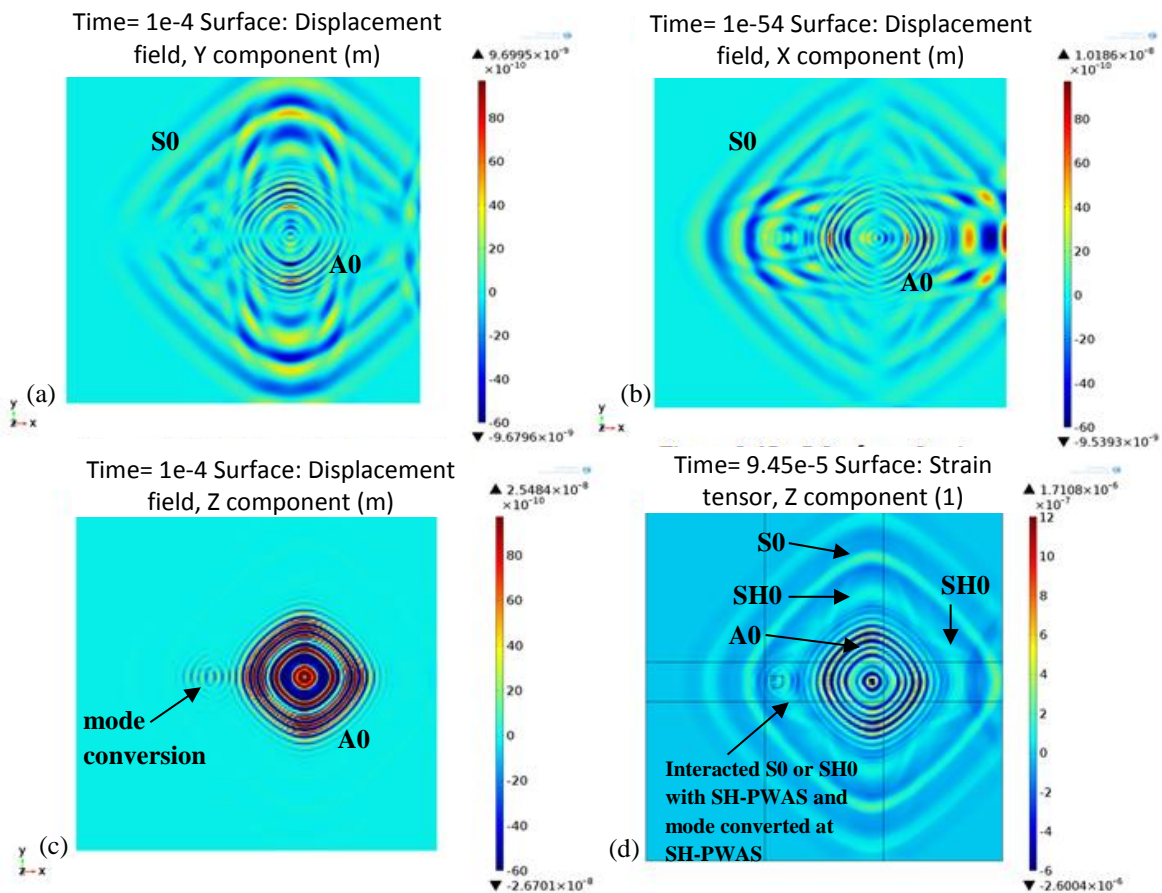 Time= 1e-4 Surface: Displacement
field, Y component (m)
▲ 9.6995×10⁻⁹
×10⁻¹⁰
80
60
40
20
0
-20
-40
-60
▼ -9.6796×10⁻⁹
S0
A0
(a)
y
z x
Time= 1e-54 Surface: Displacement
field, X component (m)
▲ 1.0186×10⁻⁸
×10⁻¹⁰
80
60
40
20
0
-20
-40
-60
▼ -9.5393×10⁻⁹
S0
A0
(b)
y
z x
Time= 1e-4 Surface: Displacement
field, Z component (m)
▲ 2.5484×10⁻⁸
×10⁻¹⁰
80
60
40
20
0
-20
-40
-60
▼ -2.6701×10⁻⁸
mode
conversion
A0
(c)
y
z x
Time= 9.45e-5 Surface: Strain
tensor, Z component (1)
▲ 1.7108×10⁻⁶
×10⁻⁷
12
10
8
6
4
2
0
-2
-4
-6
▼ -2.6004×10⁻⁶
S0
SH0
SH0
A0
Interacted S0 or SH0
with SH-PWAS and
mode converted at
SH-PWAS
(d)